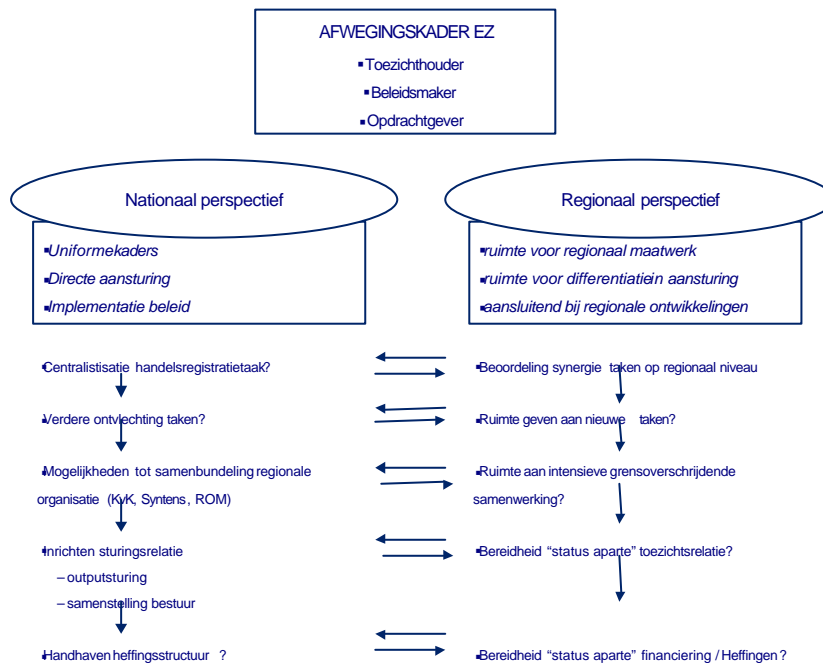 AFWEGINGSKADER EZ
▪Toezichthouder
▪Beleidsmaker
▪Opdrachtgever
Nationaal perspectief
▪Uniformekaders
▪Directe aansturing
▪Implementatie beleid
Regionaal perspectief
▪ruimte voor regionaal maatwerk
▪ruimte voor differentiatiein aansturing
▪aansluitend bij regionale ontwikkelingen
▪Centralistisatie handelsregistratietaak?
▪Beoordeling synergie taken op regionaal niveau
▪Verdere ontvlechting taken?
▪Ruimte geven aan nieuwe taken?
▪Mogelijkheden tot samenbundeling regionale
organisatie (KvK, Syntens, ROM)
▪Ruimte aan intensieve grensoverschrijdende
samenwerking?
▪Inrichten sturingsrelatie
– outputsturing
– samenstelling bestuur
▪Bereidheid “status aparte” toezichtsrelatie?
▪Handhaven heffingsstructuur ?
▪Bereidheid “status aparte” financiering / Heffingen ?